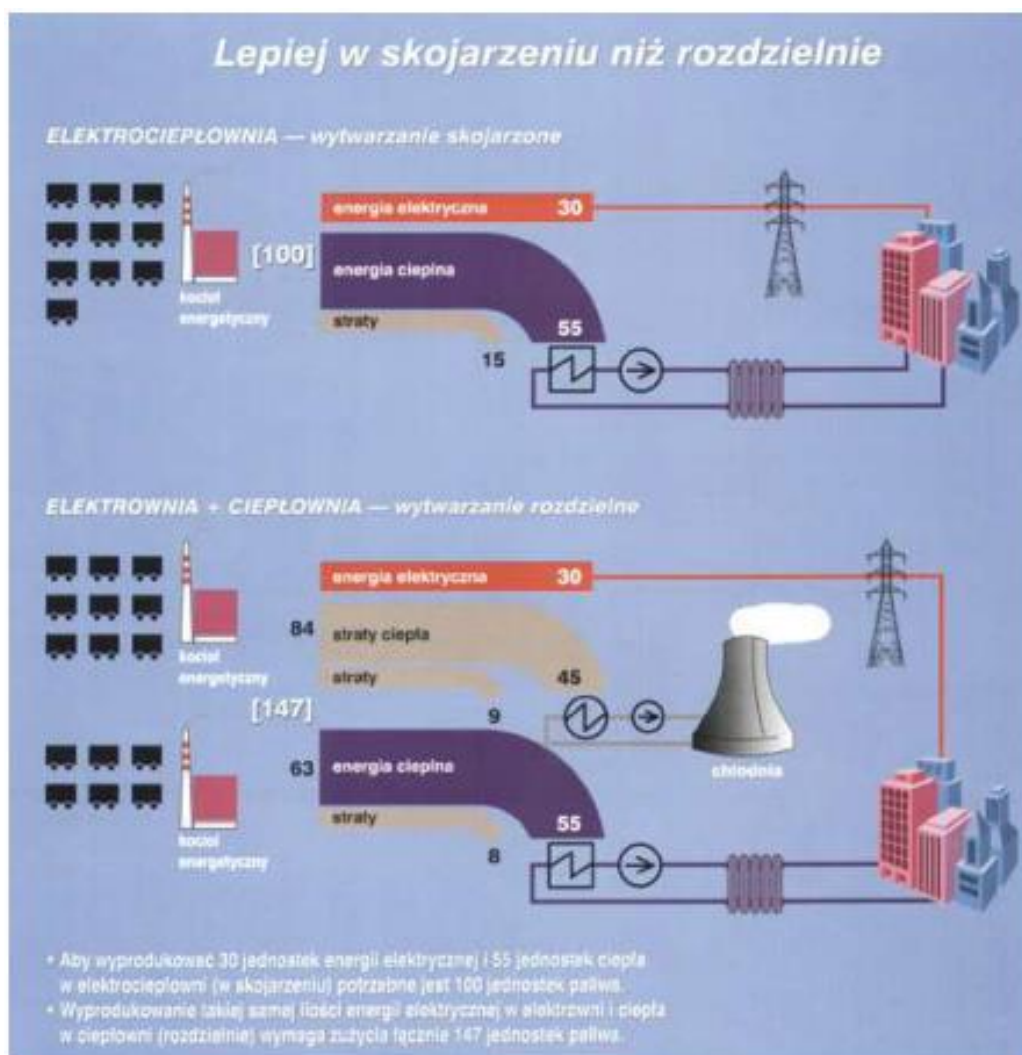 Lepiej w skojarzeniu niż rozdzielnie
ELEKTROCIEPŁOWNIA — wytwarzanie skojarzone
energia elektryczna 30
[100]
energia cieplna
kocioł
energetyczny
straty
55
15
ELEKTROWNIA + CIEPŁOWNIA — wytwarzanie rozdzielne
energia elektryczna 30
84
straty ciepła
kocioł
energetyczny
straty
45
[147]
9
63
energia cieplna
chłodnia
straty
55
kocioł
energetyczny
8
• Aby wyprodukować 30 jednostek energii elektrycznej i 55 jednostek ciepła
w elektrociepłowni (w skojarzeniu) potrzebne jest 100 jednostek paliwa.
• Wyprodukowanie takiej samej ilości energii elektrycznej w elektrowni i ciepła
w ciepłowni (rozdzielnie) wymaga zużycia łącznie 147 jednostek paliwa.